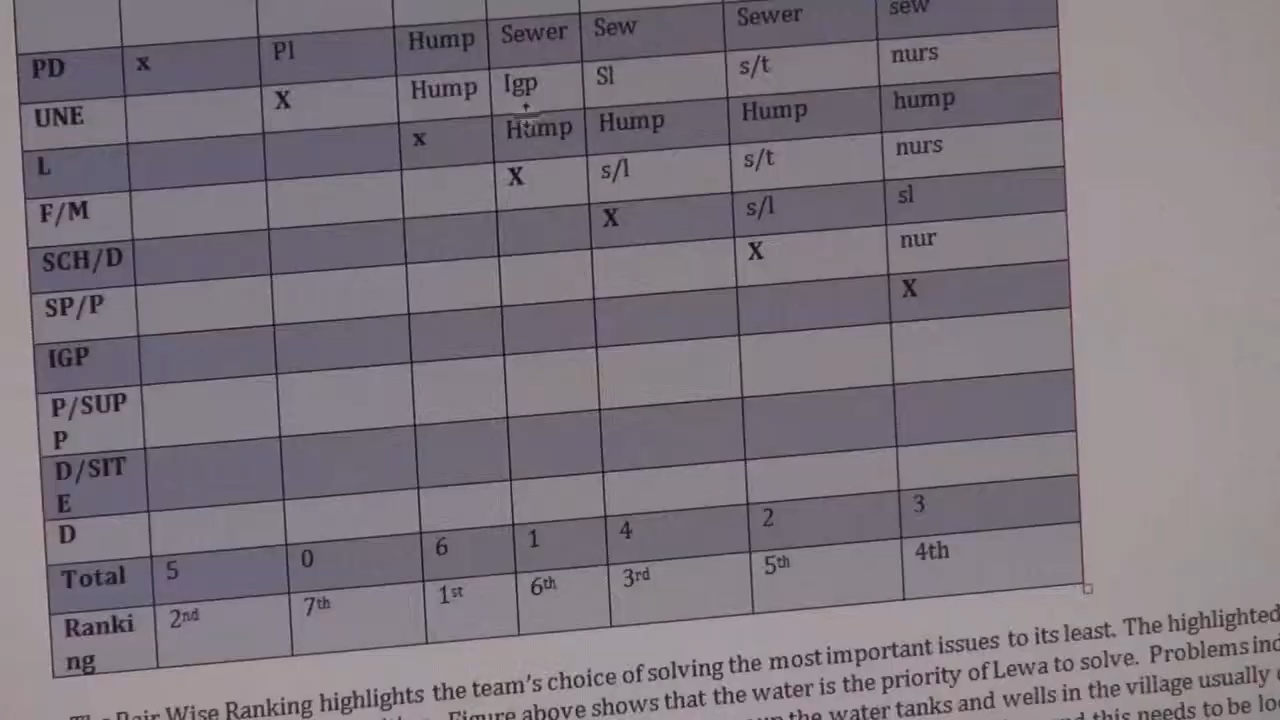 PD x Pl Hump Sewer Sew Sewer sew
UNE X Hump Igp Sl s/t nurs
L x Hump Hump Hump hump
F/M X s/l s/t nurs
SCH/D X s/l sl
SP/P X nur
IGP X
P/SUP
P
D/SIT
E
D
Total 5 0 6 1 4 2 3
Ranki 2nd 7th 1st 6th 3rd 5th 4th
ng
Pair Wise Ranking highlights the team's choice of solving the most important issues to its least. The highlighted
Figure above shows that the water is the priority of Lewa to solve. Problems
the water tanks and wells in the village usually
this needs to be